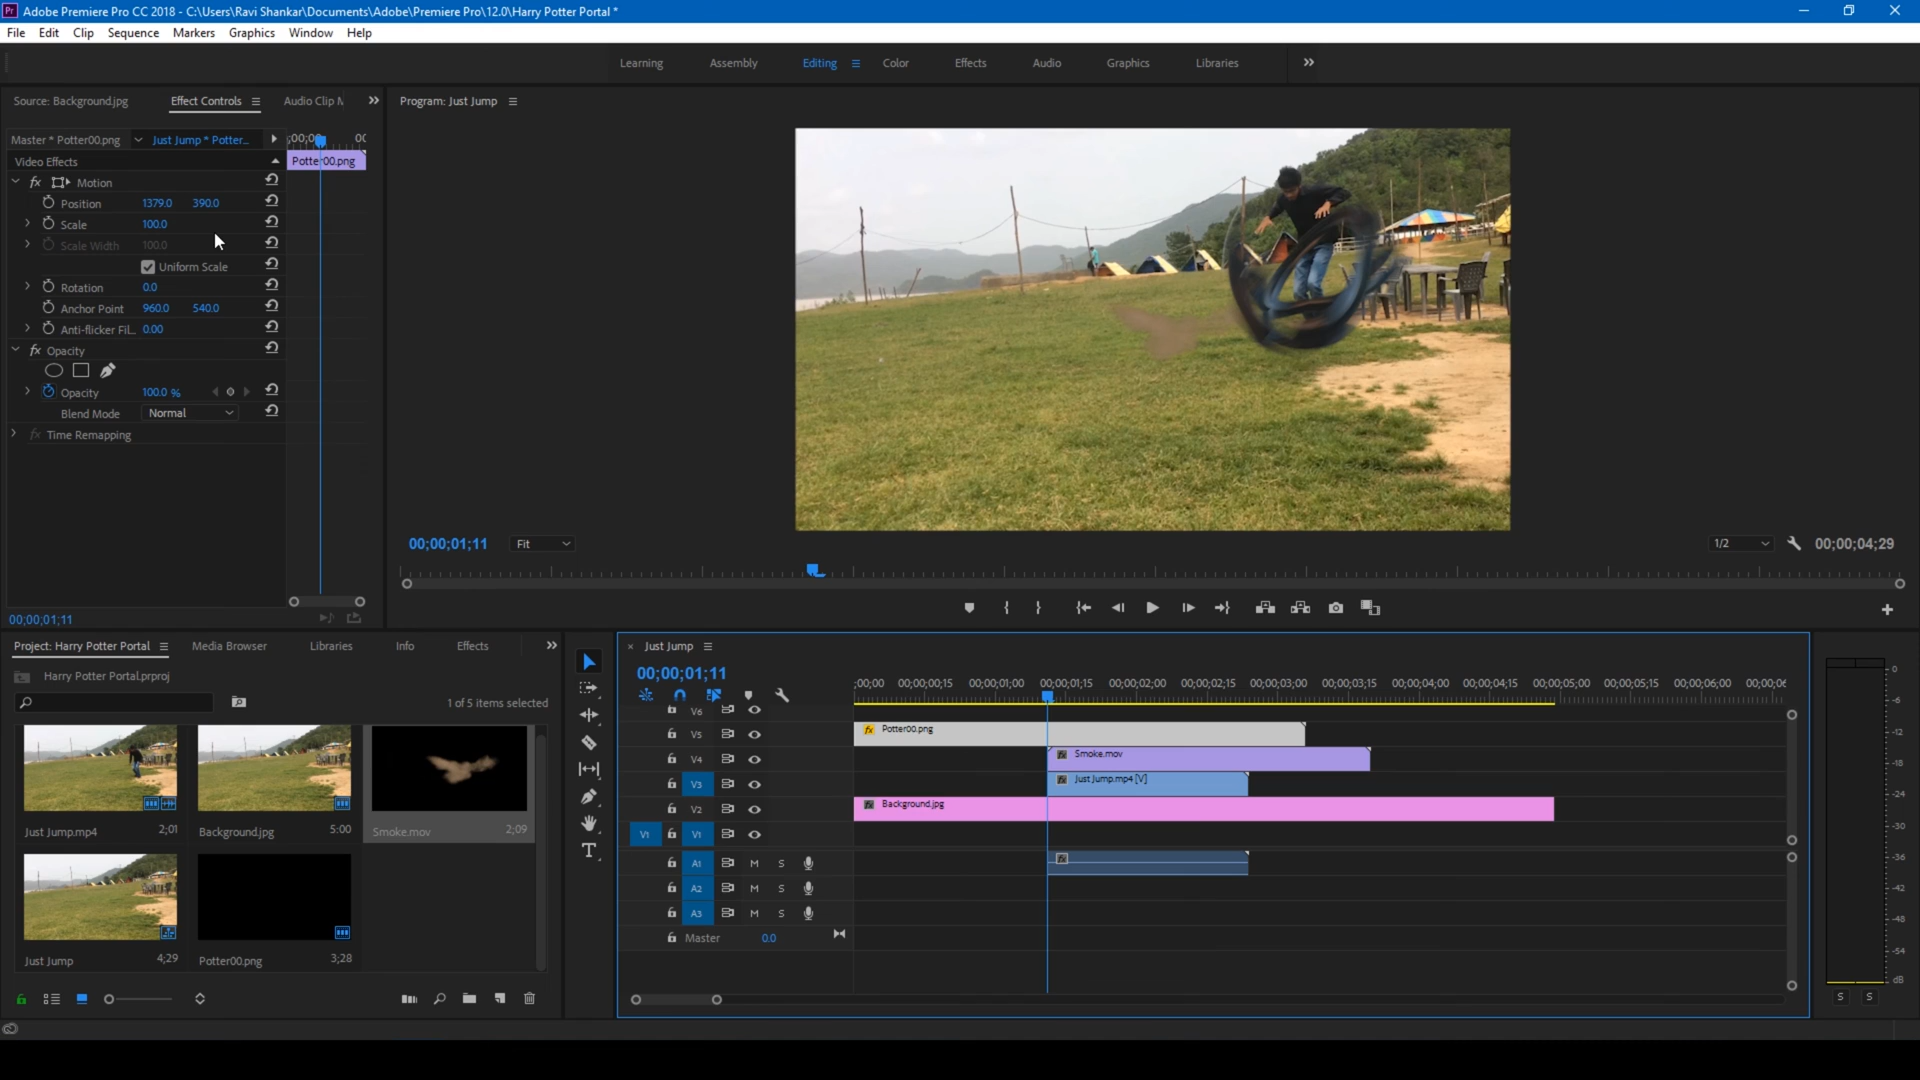 Adobe Premiere Pro CC 2018 - C:\Users\Ravi Shankar\Documents\Adobe\Premiere Pro\12.0\Harry Potter Portal *
File Edit Clip Sequence Markers Graphics Window Help
Learning Assembly Editing Color Effects Audio Graphics Libraries
Source: Background.jpg Effect Controls Audio Clip M
Program: Just Jump
Master * Potter00.png Just Jump * Potter...
Video Effects
Potter00.png
Motion
Position 1379.0 390.0
Scale 100.0
Scale Width 100.0
Uniform Scale
Rotation 0.0
Anchor Point 960.0 540.0
Anti-flicker Fil... 0.00
Opacity
Opacity 100.0 %
Blend Mode Normal
Time Remapping
00;00;01;11
00;00;01;11 Fit 1/2 00;00;04;29
Project: Harry Potter Portal Media Browser Libraries Info Effects
Harry Potter Portal.prproj
1 of 5 items selected
Just Jump.mp4 2;01
Background.jpg 5:00
Smoke.mov 2;09
Just Jump 4;29
Potter00.png 3;28
Just Jump
00;00;01;11
;00;00 00;00;00;15 00;00;01;00 00;00;01;15 00;00;02;00 00;00;02;15 00;00;03;00 00;00;03;15 00;00;04;00 00;00;04;15 00;00;05;00 00;00;05;15 00;00;06;00
V6
V5 Potter00.png
V4 Smoke.mov
V3 Just Jump.mp4 [V]
V2 Background.jpg
V1 V1
A1 M S
A2 M S
A3 M S
Master 0.0
0
-6
-12
-18
-24
-30
-36
-42
-48
-54
dB
S S